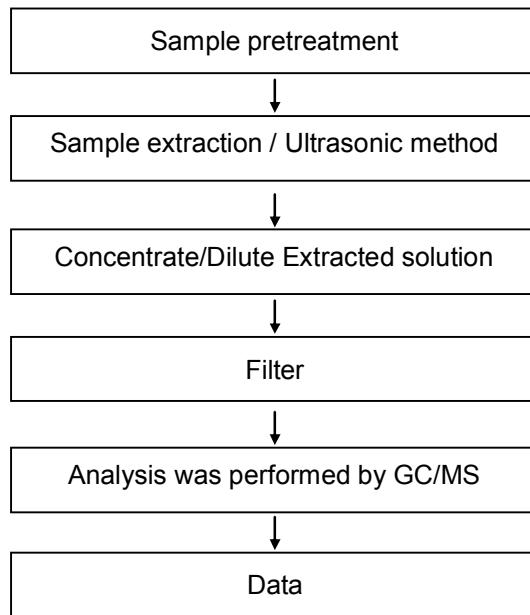 Sample pretreatment
Sample extraction / Ultrasonic method
Concentrate/Dilute Extracted solution
Filter
Analysis was performed by GC/MS
Data